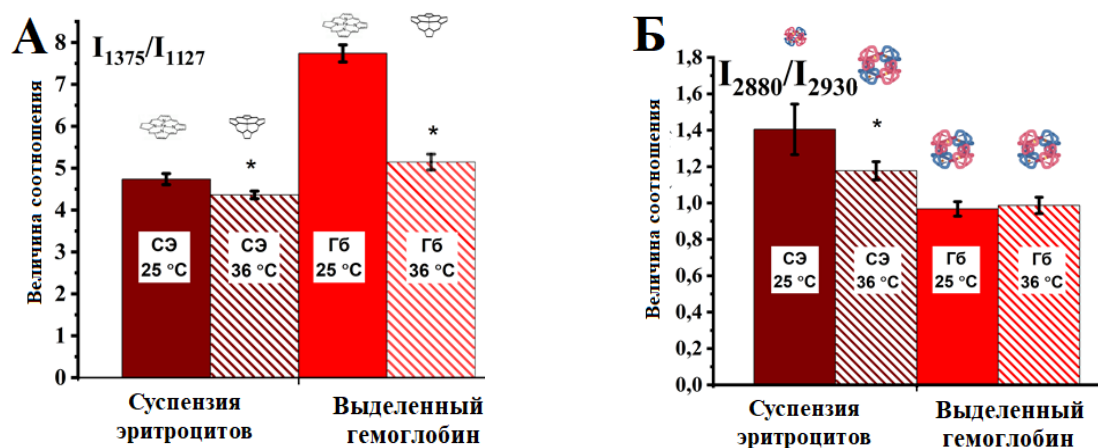 А
I1375/I1127
Величина соотношения
8
7
6
5
4
3
2
1
0
*
*
СЭ
25 °C
СЭ
36 °C
Гб
25 °C
Гб
36 °C
Суспензия
эритроцитов
Выделенный
гемоглобин
Б
I2880/I2930
Величина соотношения
1,8
1,6
1,4
1,2
1,0
0,8
0,6
0,4
0,2
0,0
*
СЭ
25 °C
СЭ
36 °C
Гб
25 °C
Гб
36 °C
Суспензия
эритроцитов
Выделенный
гемоглобин